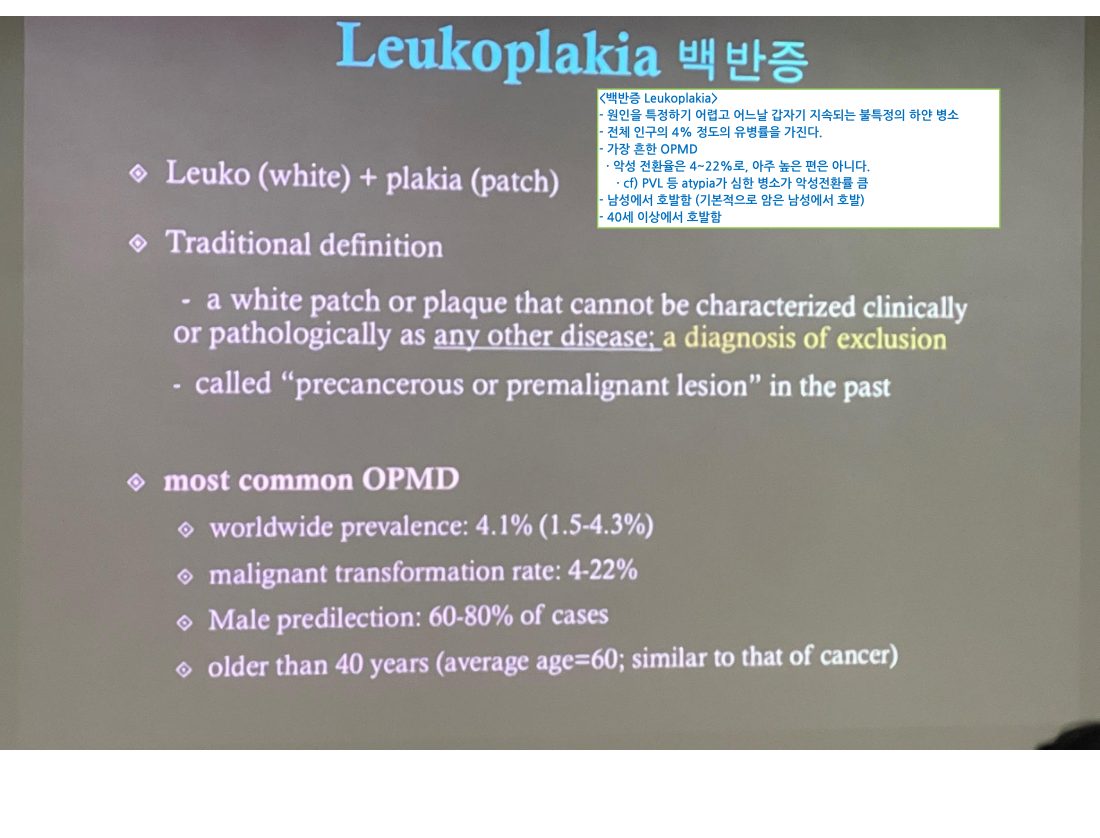 Leukoplakia 백반증
<백반증 Leukoplakia>
- 원인을 특정하기 어렵고 어느날 갑자기 지속되는 불특정의 하얀 병소
- 전체 인구의 4% 정도의 유병률을 가진다.
- 가장 흔한 OPMD
· 악성 전환율은 4~22%로, 아주 높은 편은 아니다.
· cf) PVL 등 atypia가 심한 병소가 악성전환률 큼
- 남성에서 호발함 (기본적으로 암은 남성에서 호발)
- 40세 이상에서 호발함
Leuko (white) + plakia (patch)
Traditional definition
- a white patch or plaque that cannot be characterized clinically
or pathologically as any other disease; a diagnosis of exclusion
- called “precancerous or premalignant lesion” in the past
most common OPMD
worldwide prevalence: 4.1% (1.5-4.3%)
malignant transformation rate: 4-22%
Male predilection: 60-80% of cases
older than 40 years (average age=60; similar to that of cancer)